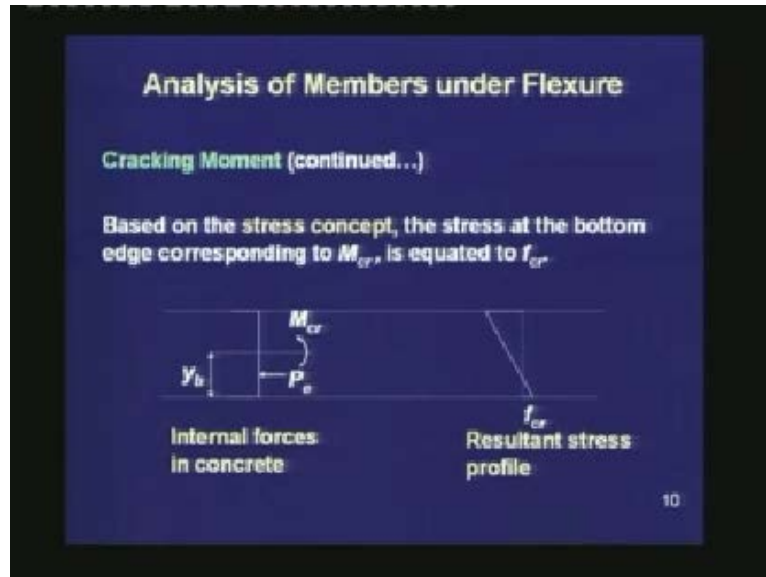 Analysis of Members under Flexure
Cracking Moment (continued…)
Based on the stress concept, the stress at the bottom
edge corresponding to Mcr, is equated to fcr.
Mcr
yb
Pe
fcr
Internal forces
in concrete
Resultant stress
profile
10